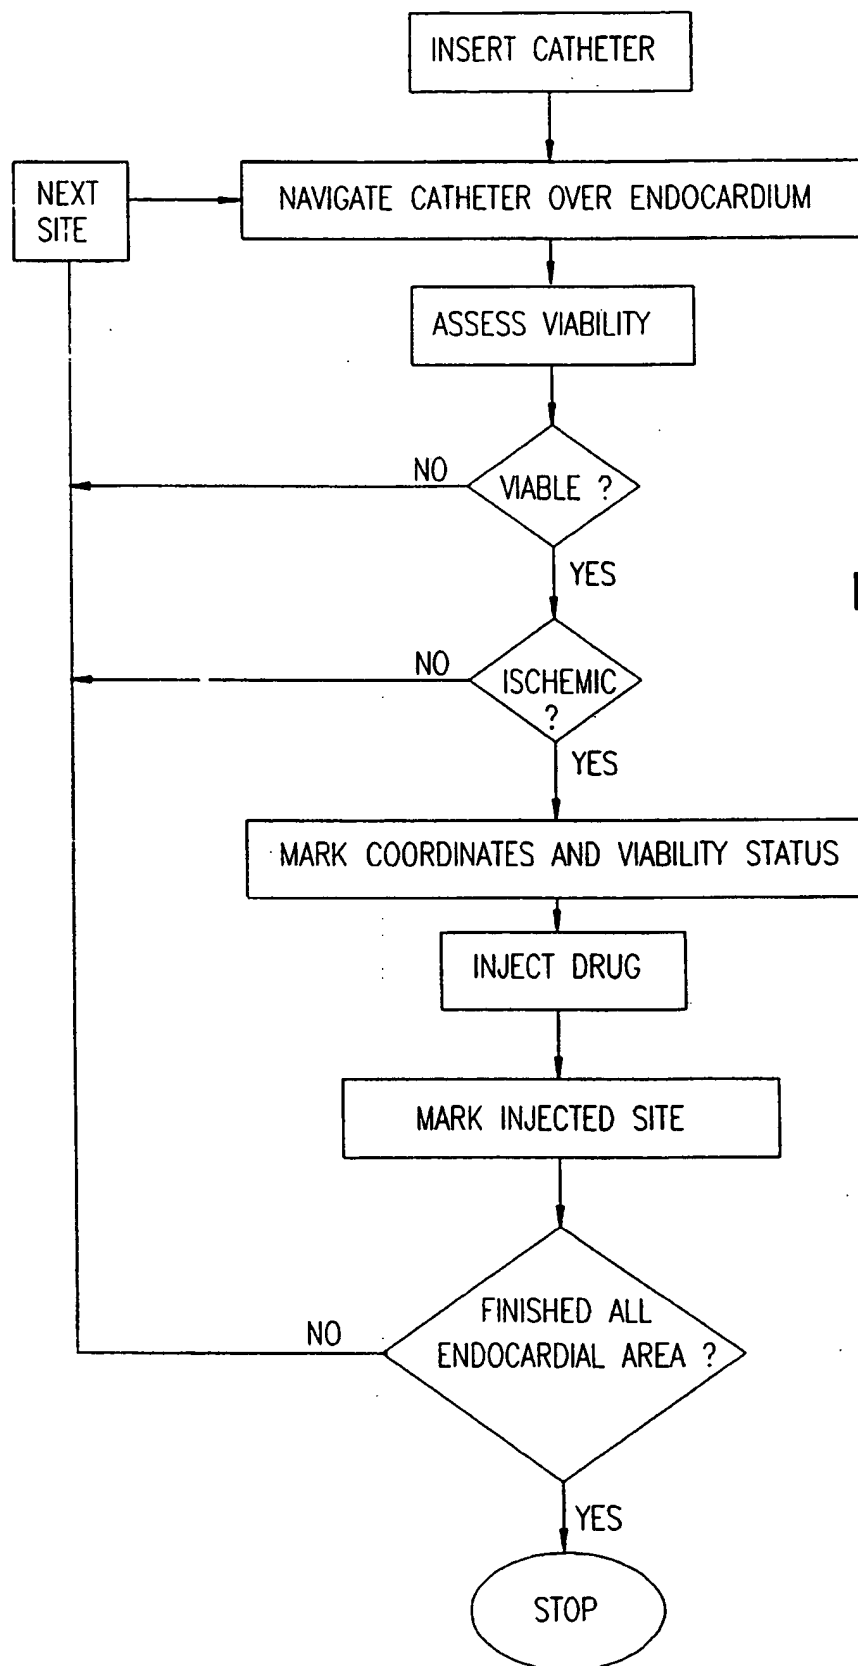 INSERT CATHETER
NEXT
SITE
NAVIGATE CATHETER OVER ENDOCARDIUM
ASSESS VIABILITY
NO
VIABLE ?
YES
NO
ISCHEMIC
?
YES
MARK COORDINATES AND VIABILITY STATUS
INJECT DRUG
MARK INJECTED SITE
FINISHED ALL
ENDOCARDIAL AREA ?
NO
YES
STOP